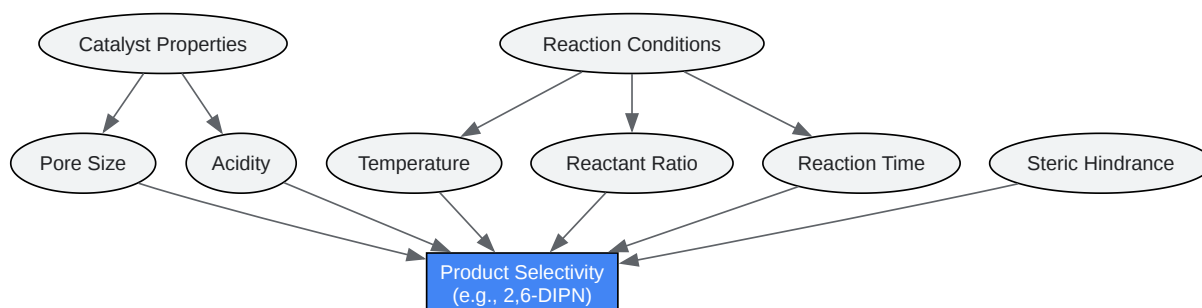 Catalyst Properties
Reaction Conditions
Pore Size
Acidity
Temperature
Reactant Ratio
Reaction Time
Steric Hindrance
Product Selectivity
(e.g., 2,6-DIPN)